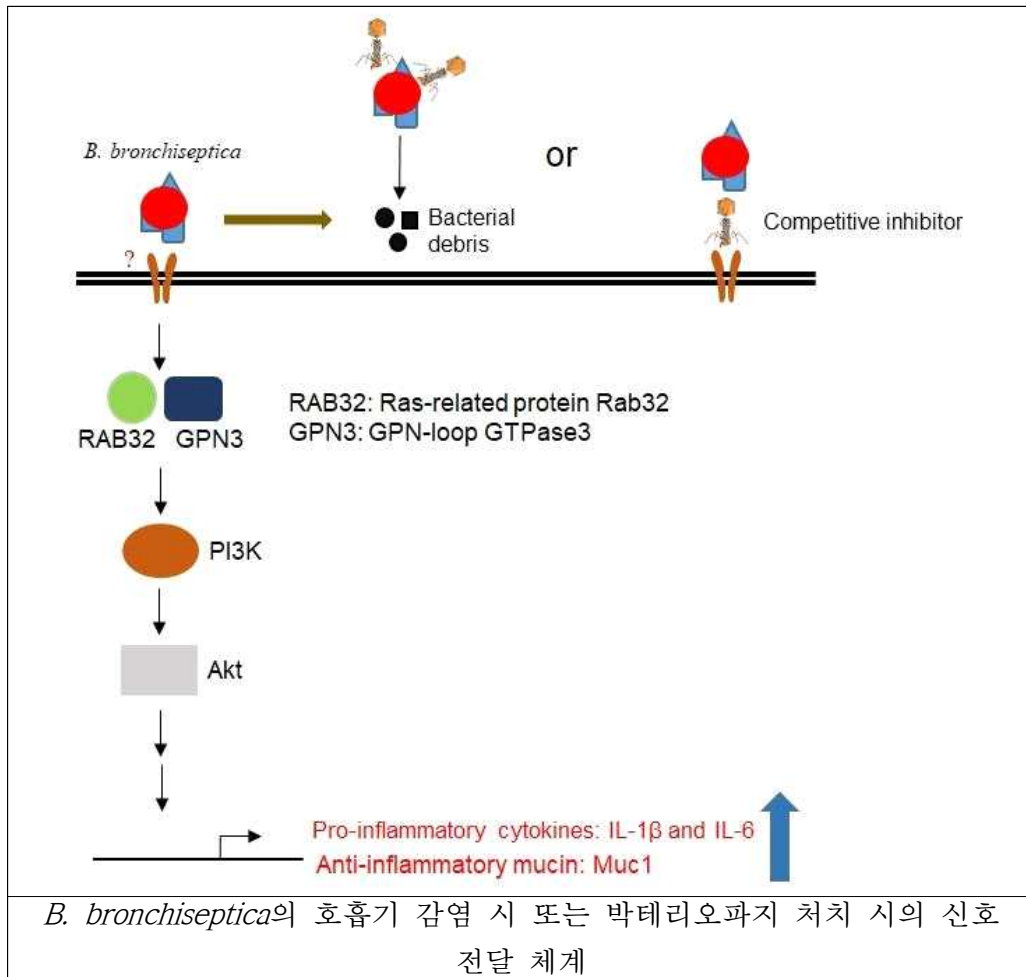 B. bronchiseptica
or
?
Bacterial
debris
Competitive inhibitor
RAB32 GPN3
RAB32: Ras-related protein Rab32
GPN3: GPN-loop GTPase3
PI3K
Akt
Pro-inflammatory cytokines: IL-1β and IL-6
Anti-inflammatory mucin: Muc1
B. bronchiseptica의 호흡기 감염 시 또는 박테리오파지 처치 시의 신호
전달 체계